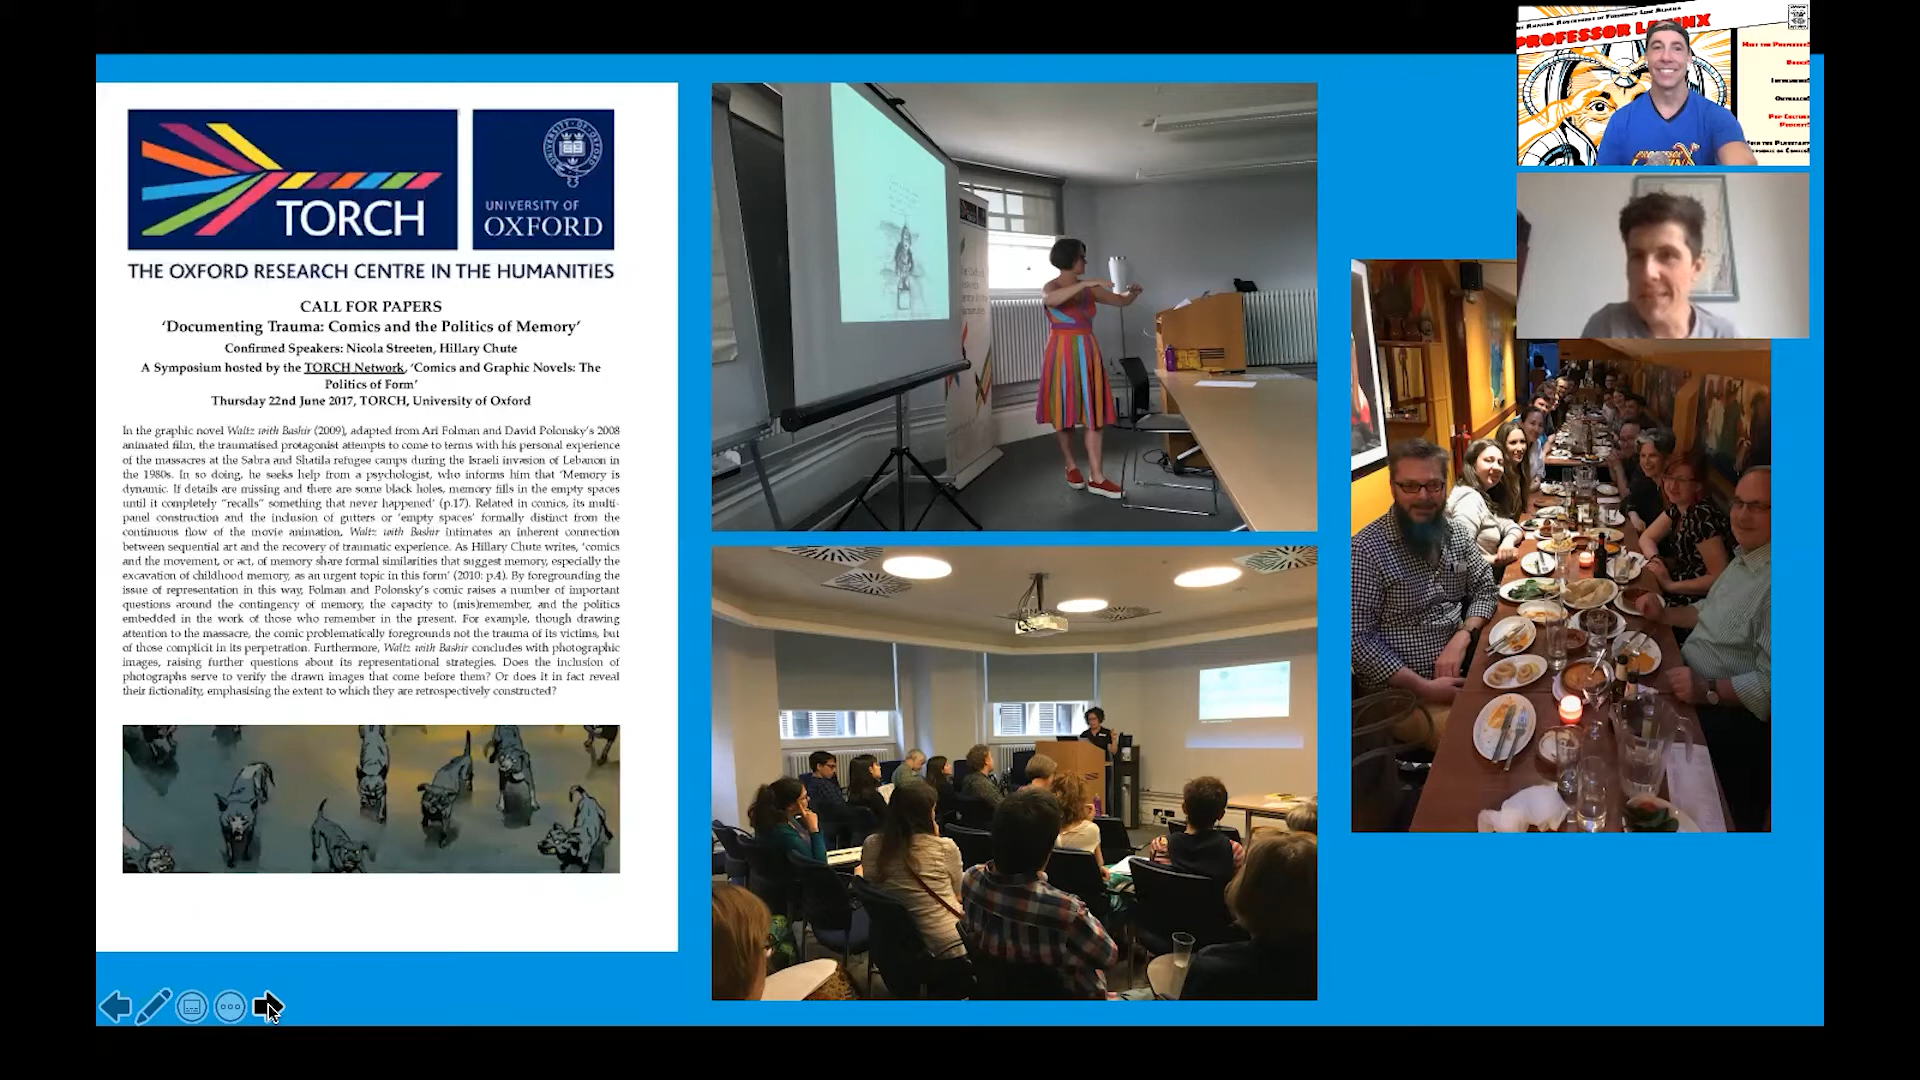 TORCH
UNIVERSITY OF
OXFORD
THE OXFORD RESEARCH CENTRE IN THE HUMANITIES
CALL FOR PAPERS
‘Documenting Trauma: Comics and the Politics of Memory’
Confirmed Speakers: Nicola Streeten, Hillary Chute
A Symposium hosted by the TORCH Network, ‘Comics and Graphic Novels: The
Politics of Form’
Thursday 22nd June 2017, TORCH, University of Oxford
In the graphic novel Waltz with Bashir (2009), adapted from Ari Folman and David Polonsky’s 2008
animated film, the traumatised protagonist attempts to come to terms with his personal experience
of the massacres at the Sabra and Shatila refugee camps during the Israeli invasion of Lebanon in
the 1980s. In so doing, he seeks help from a psychologist, who informs him that ‘Memory is
dynamic. If details are missing and there are some black holes, memory fills in the empty spaces
until it completely “recalls” something that never happened’ (p.17). Related in comics, its multi-
panel construction and the inclusion of gutters or ‘empty spaces’ formally distinct from the
continuous flow of the movie animation, Waltz with Bashir intimates an inherent connection
between sequential art and the recovery of traumatic experience. As Hillary Chute writes, ‘comics
and the movement, or act, of memory share formal similarities that suggest memory, especially the
excavation of childhood memory, as an urgent topic in this form’ (2010: p.4). By foregrounding the
issue of representation in this way, Folman and Polonsky’s comic raises a number of important
questions around the contingency of memory, the capacity to (mis)remember, and the politics
embedded in the work of those who remember in the present. For example, though drawing
attention to the massacre, the comic problematically foregrounds not the trauma of its victims, but
of those complicit in its perpetration. Furthermore, Waltz with Bashir concludes with photographic
images, raising further questions about its representational strategies. Does the inclusion of
photographs serve to verify the drawn images that come before them? Or does it in fact reveal
their fictionality, emphasising the extent to which they are retrospectively constructed?
PROFESSOR